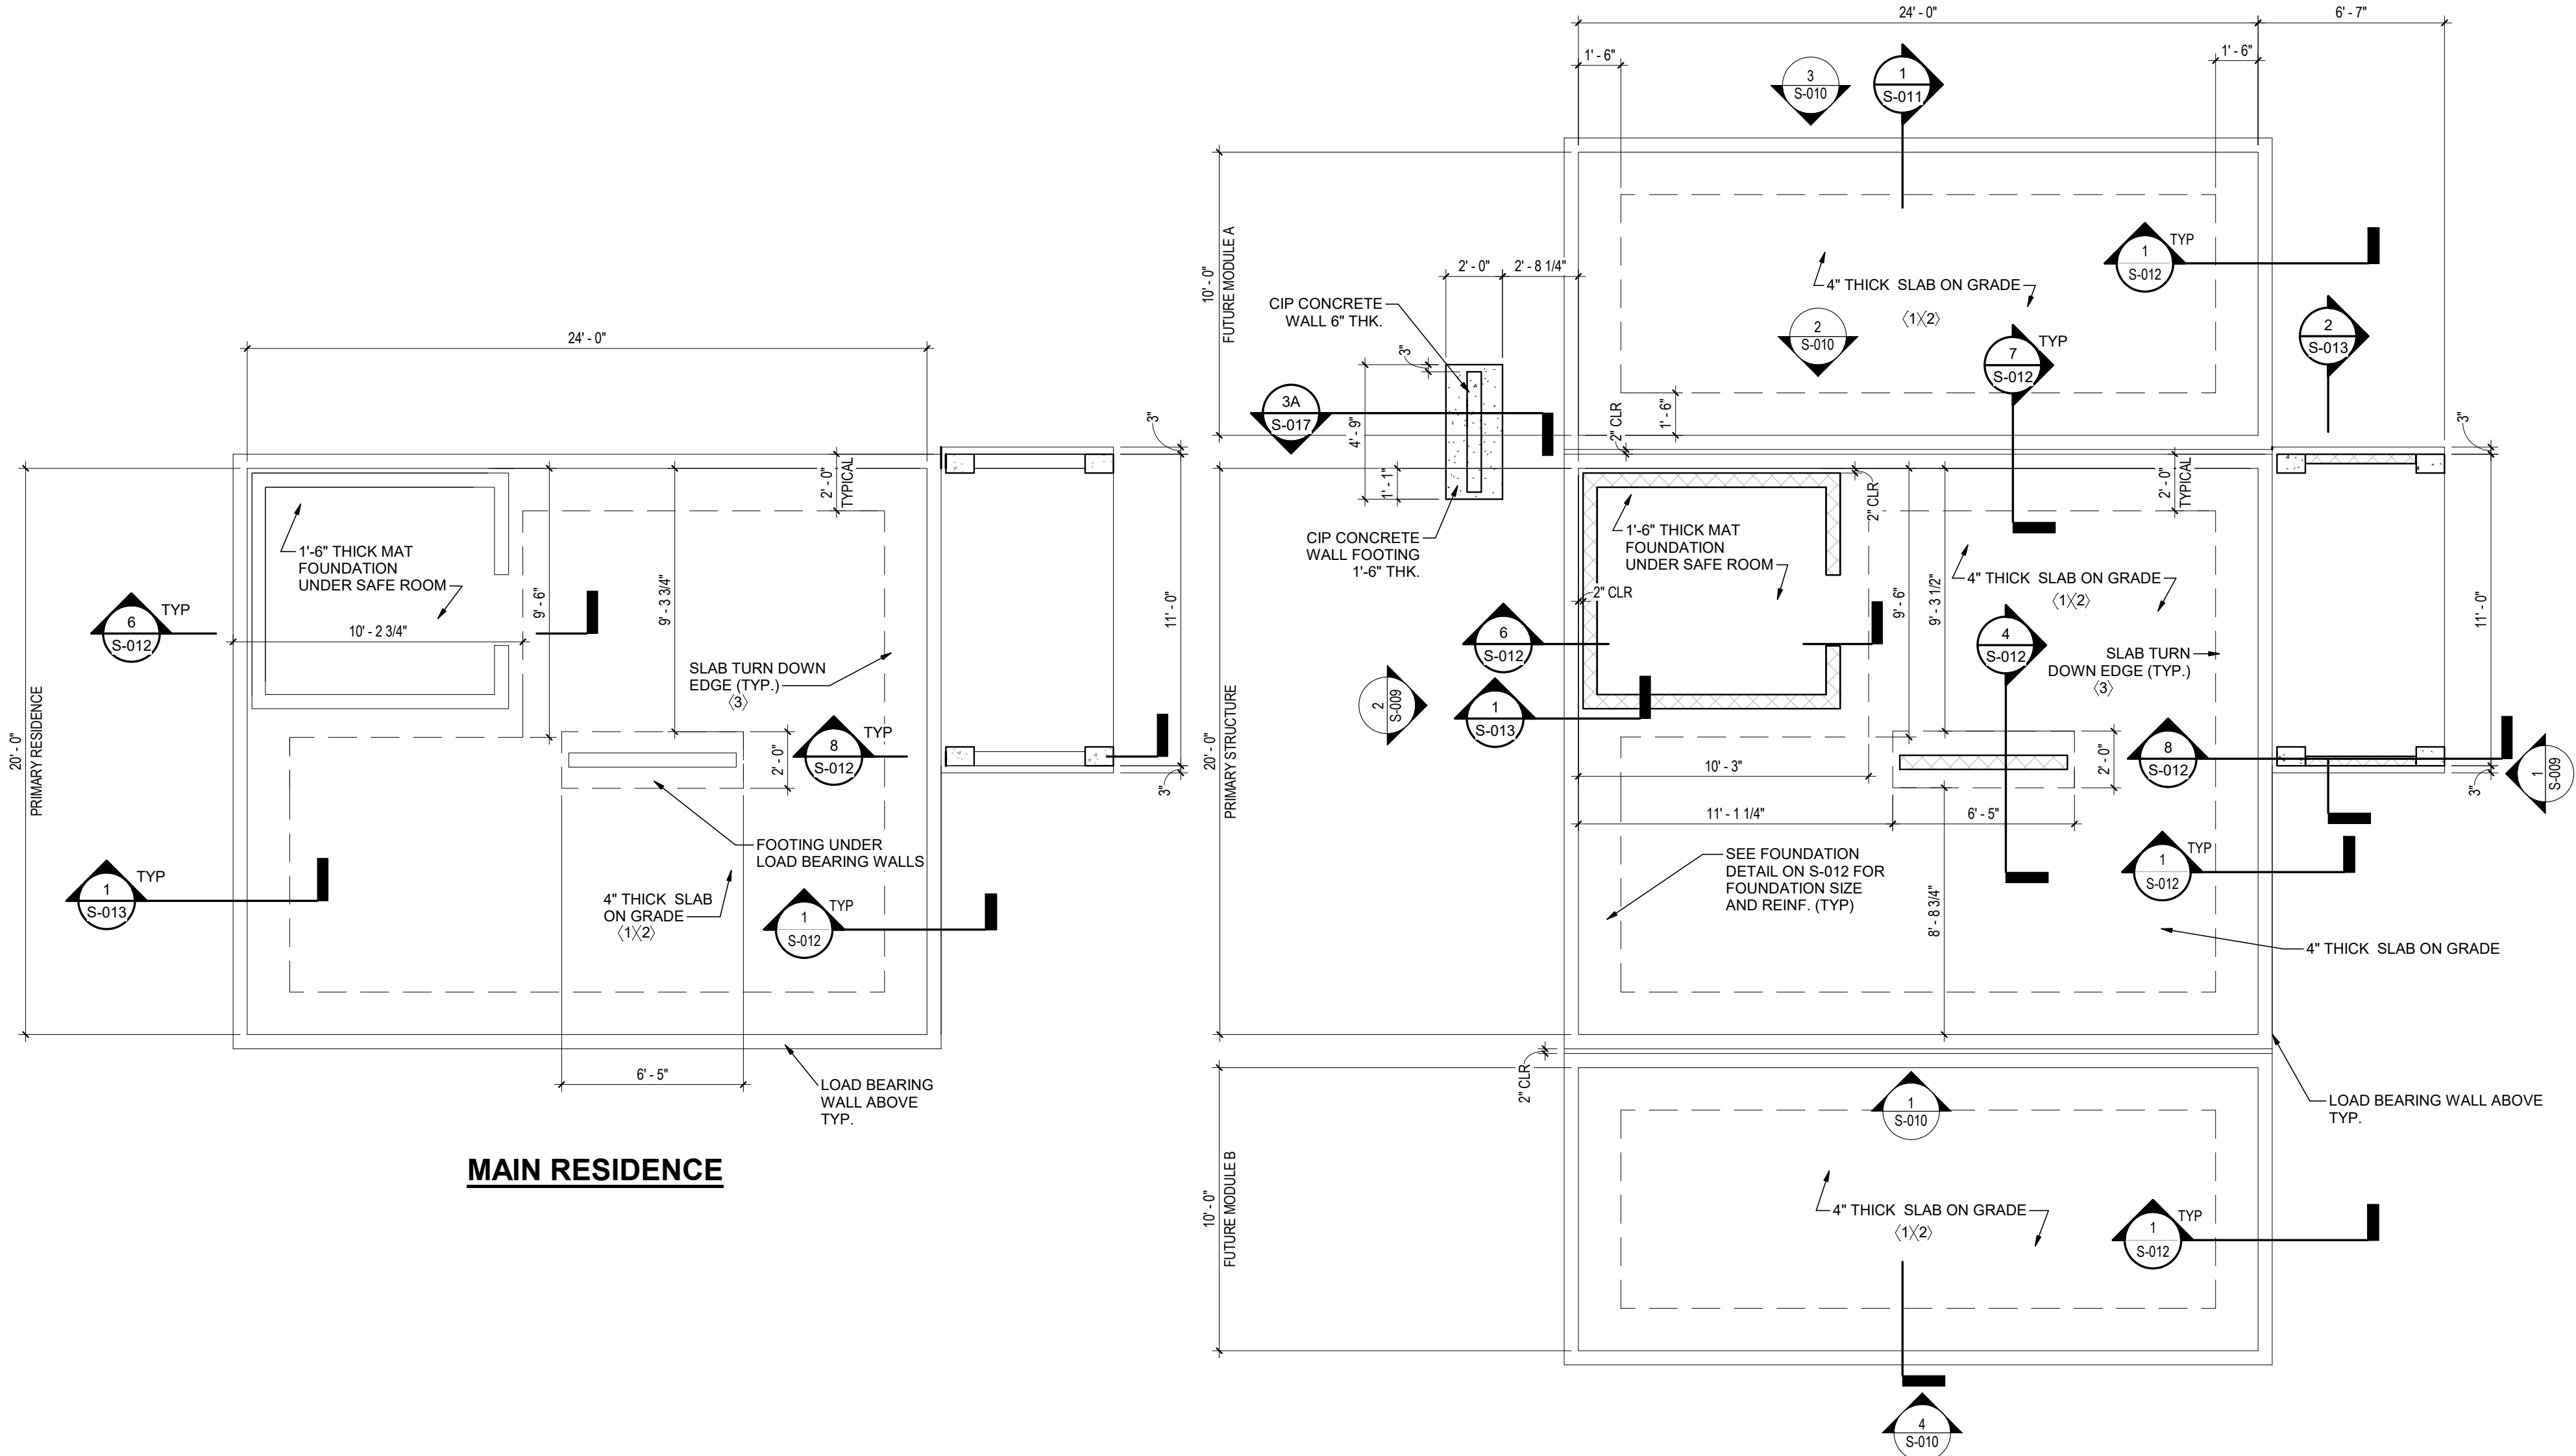 24' - 0"
3"
2' - 0"
TYPICAL
1'-6" THICK MAT
FOUNDATION
UNDER SAFE ROOM
9' - 6"
9' - 3 3/4"
11' - 0"
6
S-012
TYP
10' - 2 3/4"
SLAB TURN DOWN
EDGE (TYP.)
〈3〉
20' - 0"
PRIMARY RESIDENCE
8
S-012
TYP
2' - 0"
3"
FOOTING UNDER
LOAD BEARING WALLS
1
S-013
TYP
4" THICK SLAB
ON GRADE
〈1〉〈2〉
1
S-012
TYP
6' - 5"
LOAD BEARING
WALL ABOVE
TYP.
MAIN RESIDENCE
24' - 0"
6' - 7"
1' - 6"
1' - 6"
3
S-010
1
S-011
10' - 0"
FUTURE MODULE A
2' - 0"
2' - 8 1/4"
CIP CONCRETE
WALL 6" THK.
1
S-012
TYP
4" THICK SLAB ON GRADE
〈1〉〈2〉
2
S-010
7
S-012
TYP
2
S-013
3"
3A
S-017
4' - 9"
1' - 1"
2" CLR
1' - 6"
3"
CIP CONCRETE
WALL FOOTING
1'-6" THK.
1'-6" THICK MAT
FOUNDATION
UNDER SAFE ROOM
2" CLR
2" CLR
2' - 0"
TYPICAL
4" THICK SLAB ON GRADE
〈1〉〈2〉
9' - 6"
9' - 3 1/2"
11' - 0"
6
S-012
4
S-012
SLAB TURN
DOWN EDGE (TYP.)
〈3〉
2
S-009
1
S-013
20' - 0"
PRIMARY STRUCTURE
10' - 3"
2' - 0"
8
S-012
3"
1
S-009
11' - 1 1/4"
6' - 5"
SEE FOUNDATION
DETAIL ON S-012 FOR
FOUNDATION SIZE
AND REINF. (TYP)
1
S-012
TYP
8' - 8 3/4"
4" THICK SLAB ON GRADE
2" CLR
LOAD BEARING WALL ABOVE
TYP.
1
S-010
10' - 0"
FUTURE MODULE B
4" THICK SLAB ON GRADE
〈1〉〈2〉
1
S-012
TYP
4
S-010